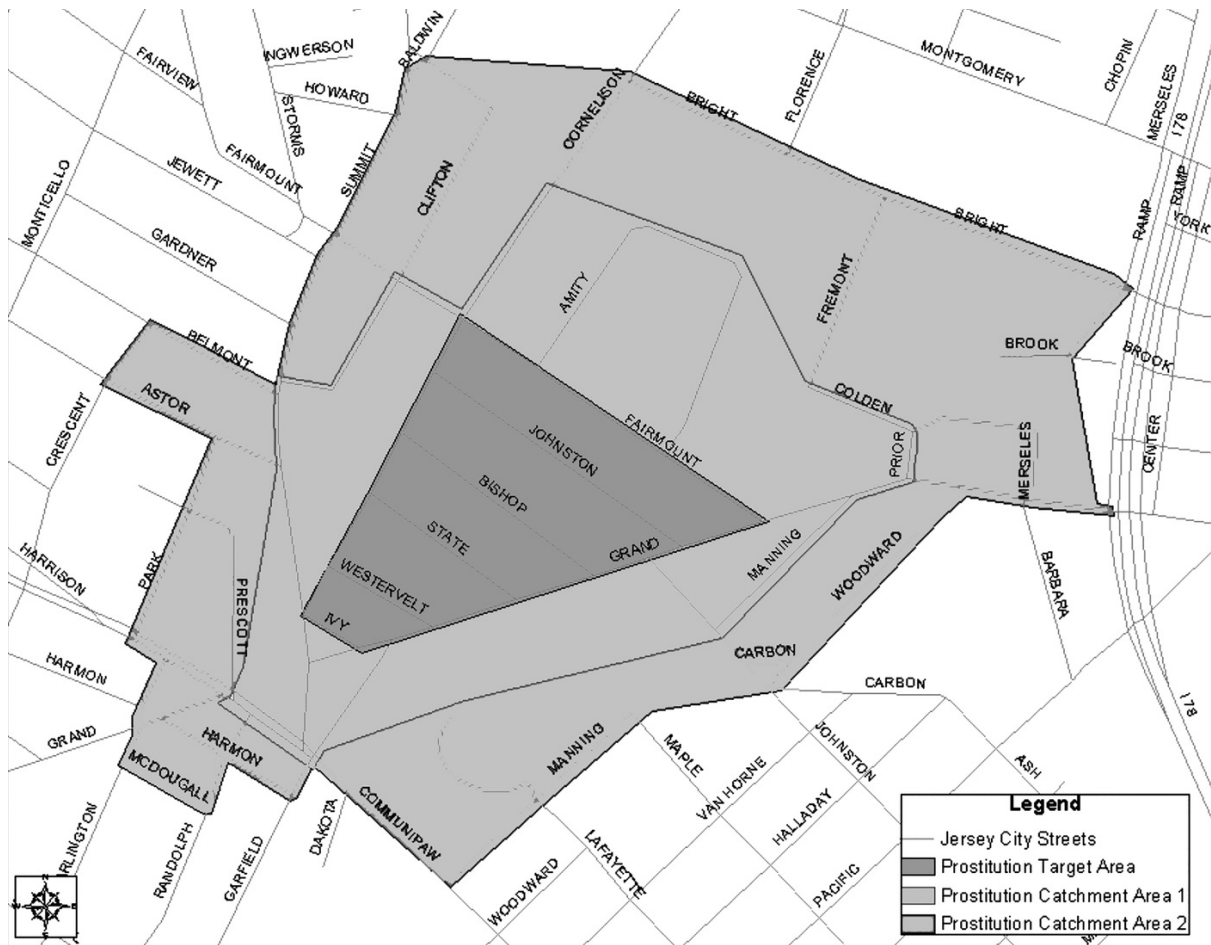 BALDWIN
INGWERSON
FAIRVIEW
HOWARD
STORMS
MONTGOMERY
CHOPIN
MERSELES
178
FLORENCE
BRIGHT
CORNELISON
SUMMIT
CLIFTON
FAIRMOUNT
JEWETT
MONTICELLO
GARDNER
RAMP
RAMP
YORK
BRIGHT
AMITY
FREMONT
BROOK
BROOK
BELMONT
ASTOR
CRESCENT
COLDEN
FAIRMOUNT
JOHNSTON
PRIOR
CENTER
MERSELES
BISHOP
STATE
GRAND
MANNING
WOODWARD
BARBARA
HARRISON
PARK
PRESCOTT
WESTERVELT
IVY
CARBON
CARBON
HARMON
GRAND
HARMON
MCDOUGALL
MANNING
MAPLE
JOHNSTON
VAN HORNE
ASH
178
HALLADAY
COMMUNIPAW
DAKOTA
GARFIELD
RANDOLPH
LAFAYETTE
WOODWARD
PACIFIC
Legend
Jersey City Streets
Prostitution Target Area
Prostitution Catchment Area 1
Prostitution Catchment Area 2
N